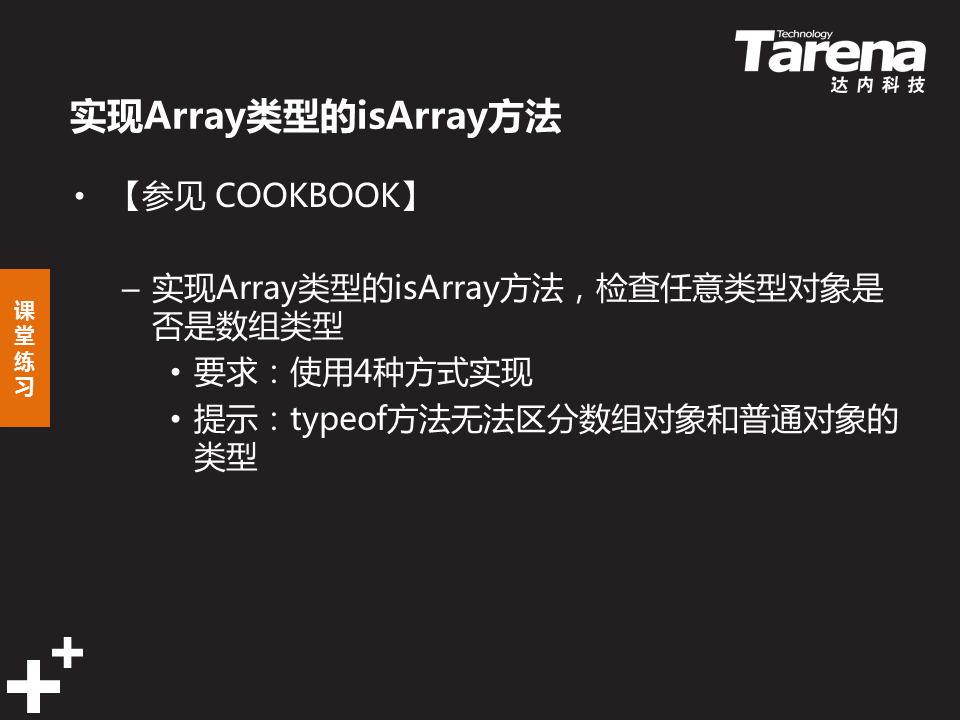 Technology
Tarena
达内科技
实现Array类型的isArray方法
• 【参见 COOKBOOK】
– 实现Array类型的isArray方法，检查任意类型对象是
否是数组类型
• 要求：使用4种方式实现
• 提示：typeof方法无法区分数组对象和普通对象的
类型
课
堂
练
习